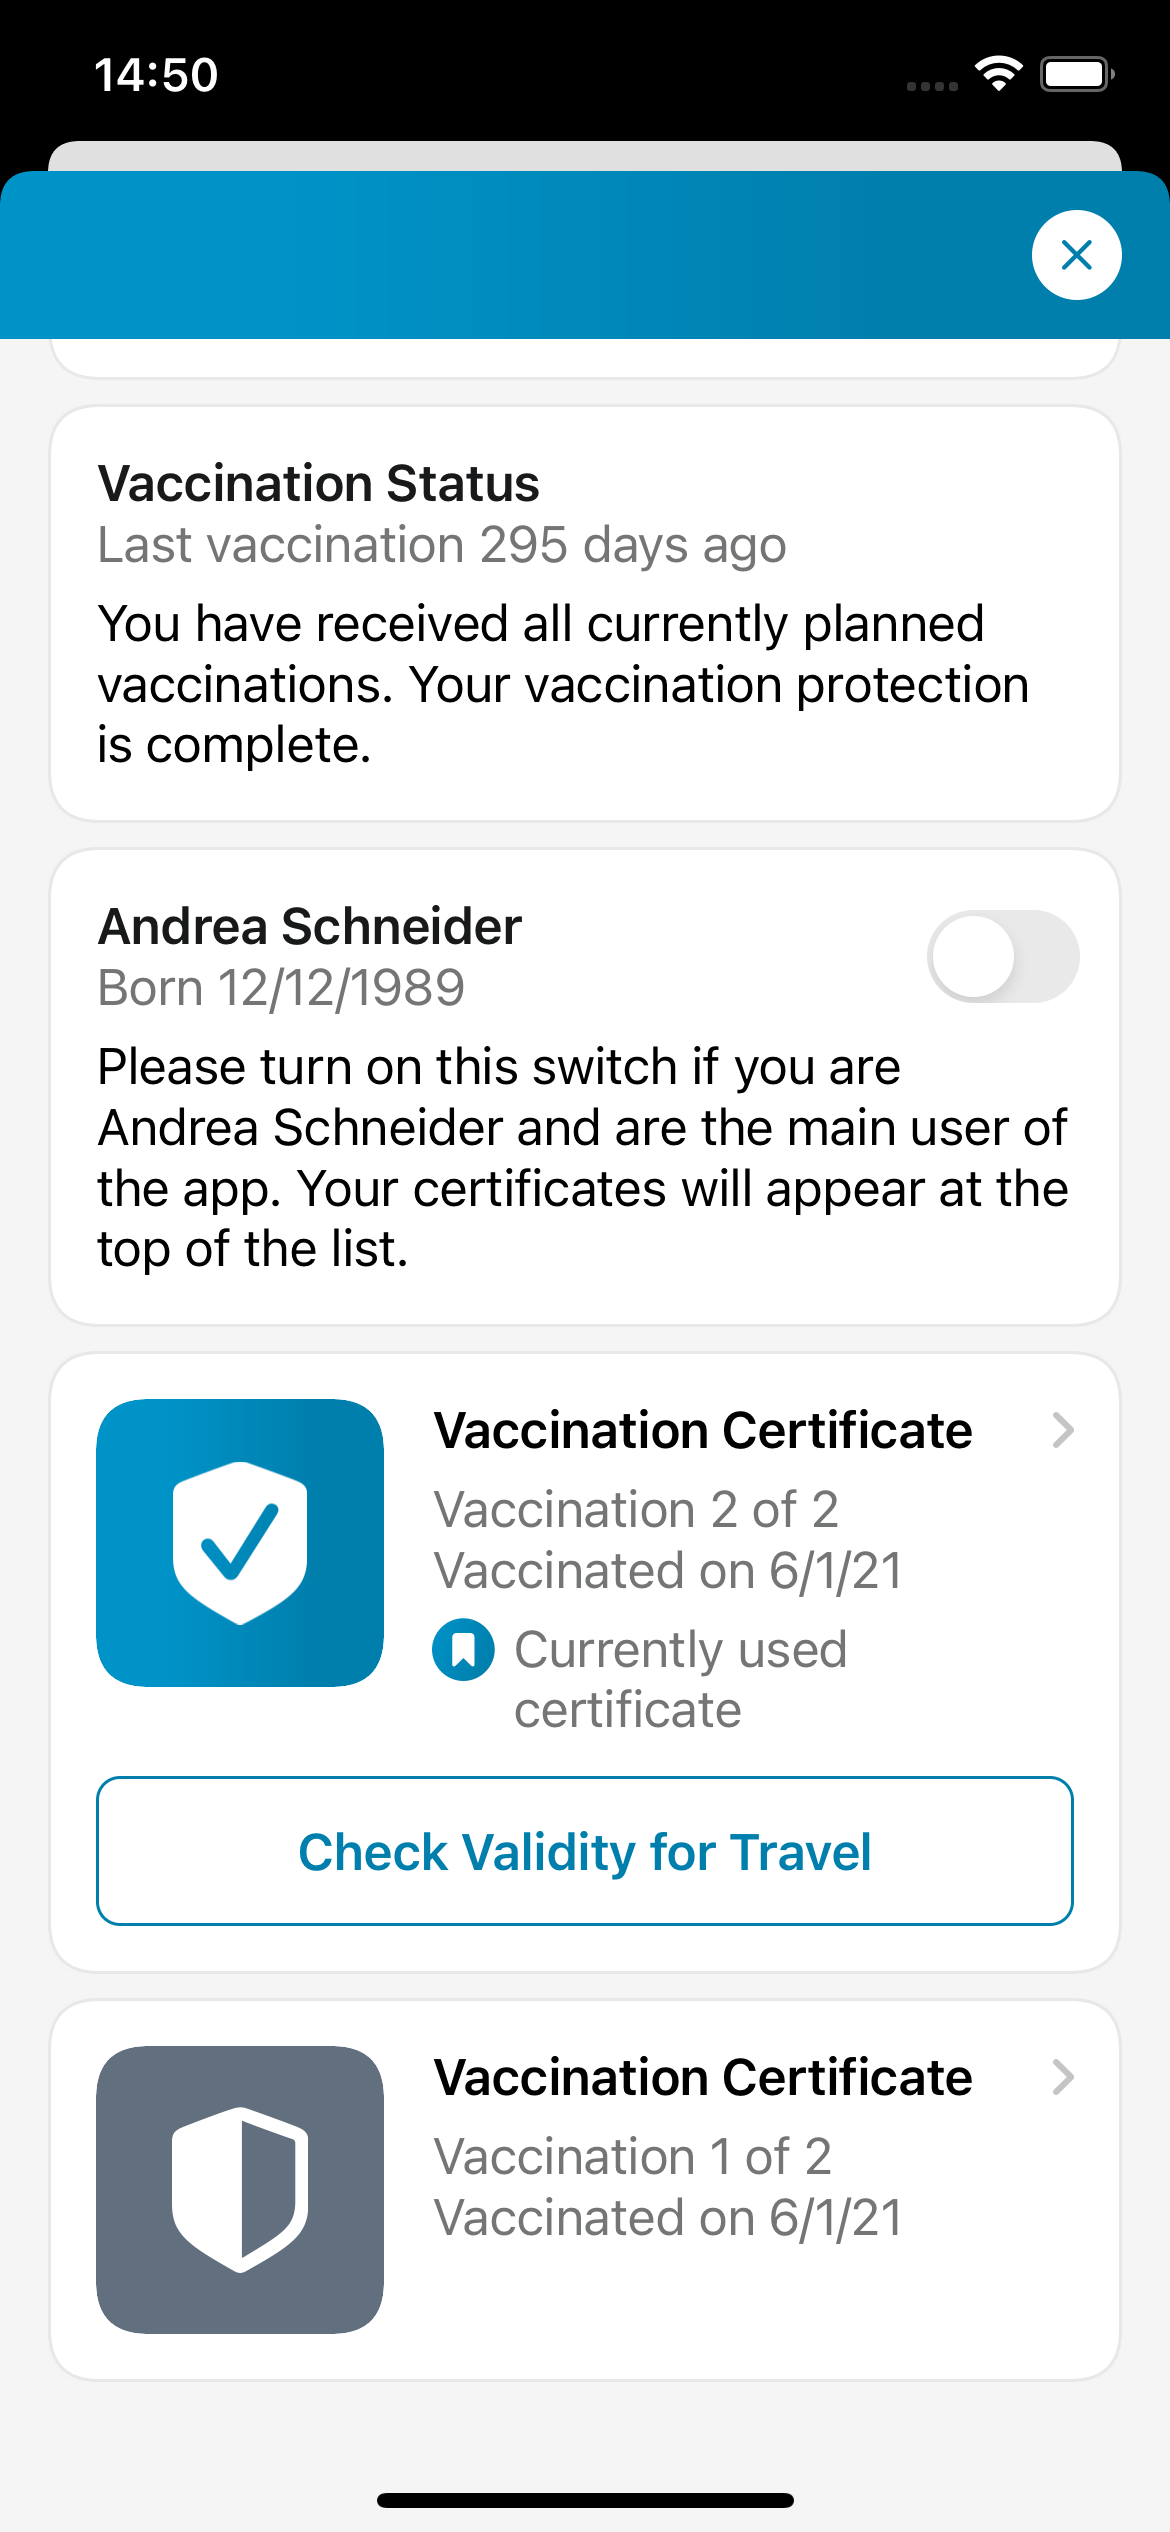 14:50
Vaccination Status
Last vaccination 295 days ago
You have received all currently planned
vaccinations. Your vaccination protection
is complete.
Andrea Schneider
Born 12/12/1989
Please turn on this switch if you are
Andrea Schneider and are the main user of
the app. Your certificates will appear at the
top of the list.
Vaccination Certificate
Vaccination 2 of 2
Vaccinated on 6/1/21
Currently used
certificate
Check Validity for Travel
Vaccination Certificate
Vaccination 1 of 2
Vaccinated on 6/1/21